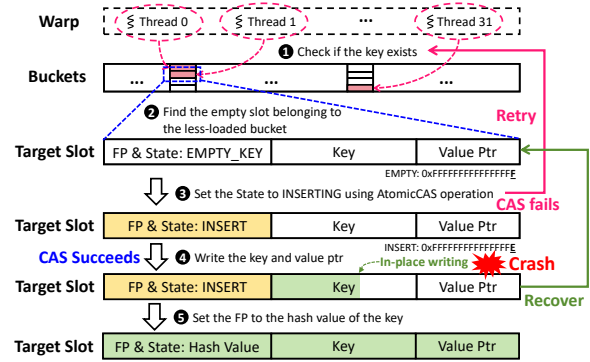 Warp
Thread 0
Thread 1
...
Thread 31
❶ Check if the key exists
Buckets
... ... ...
❷ Find the empty slot belonging to
the less-loaded bucket
Retry
Target Slot
FP & State: EMPTY_KEY
Key
Value Ptr
EMPTY: 0xFFFFFFFFFFFFFFFF
❸ Set the State to INSERTING using AtomicCAS operation
CAS fails
Target Slot
FP & State: INSERT
Key
Value Ptr
INSERT: 0xFFFFFFFFFFFFFFFE
CAS Succeeds
❹ Write the key and value ptr
In-place writing
Crash
Target Slot
FP & State: INSERT
Key
Value Ptr
Recover
❺ Set the FP to the hash value of the key
Target Slot
FP & State: Hash Value
Key
Value Ptr